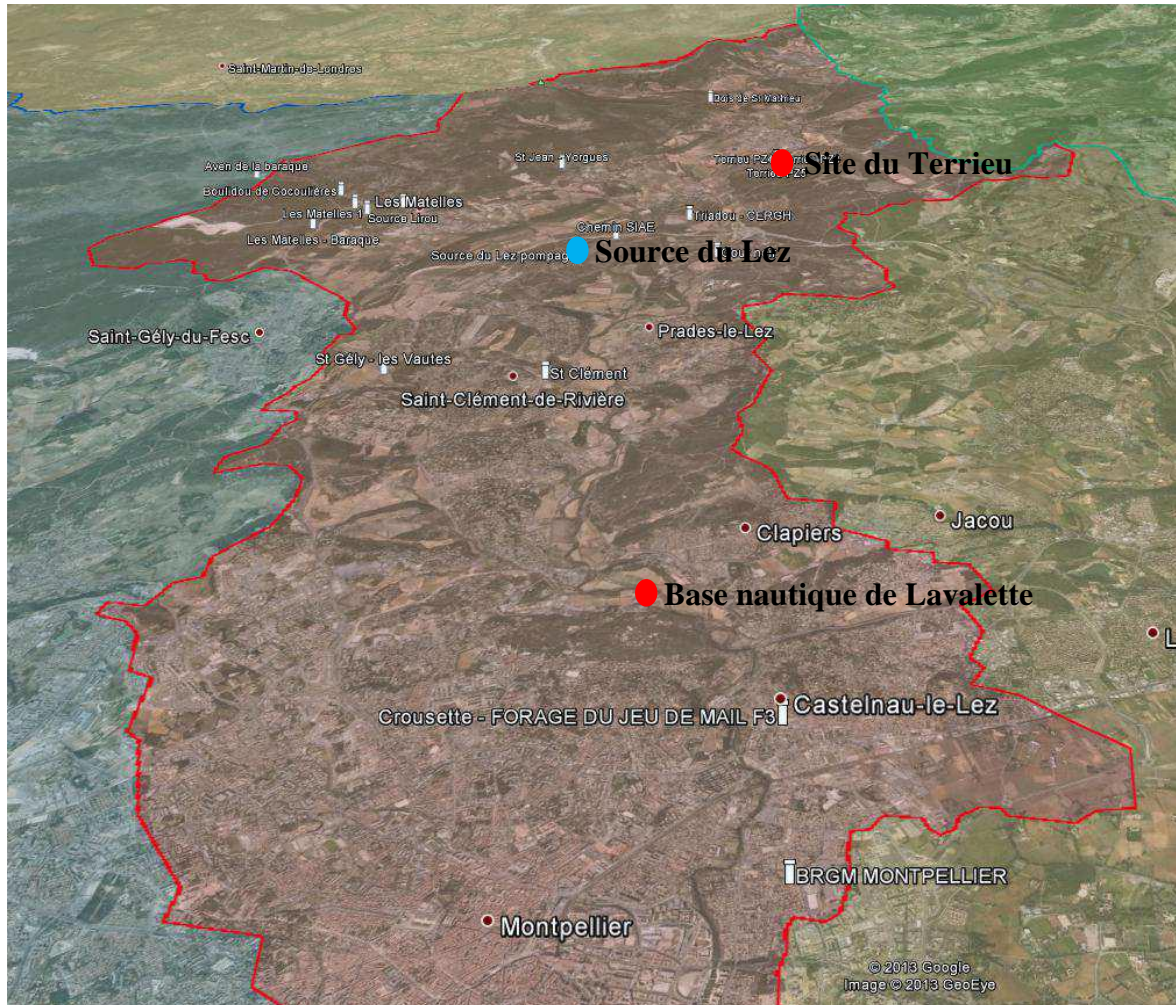 Saint-Martin-de-Londres
Bois de St Mathieu
Aven de la baraque
St Jean
Site du Terrieu
Boulidou de Gocoulières
Les Matelles
Les Matelles 1
Source Lirou
Triadou - CERGH
Les Matelles - Baraque
Chemin SIAE
Source du Lez pompag
Source du Lez
Saint-Gély-du-Fesc
Prades-le-Lez
St Gély - les Vautes
St Clément
Saint-Clément-de-Rivière
Clapiers
Jacou
Base nautique de Lavalette
L
Castelnau-le-Lez
Crousette - FORAGE DU JEU DE MAIL F3
BRGM MONTPELLIER
Montpellier
© 2013 Google
Image © 2013 GeoEye